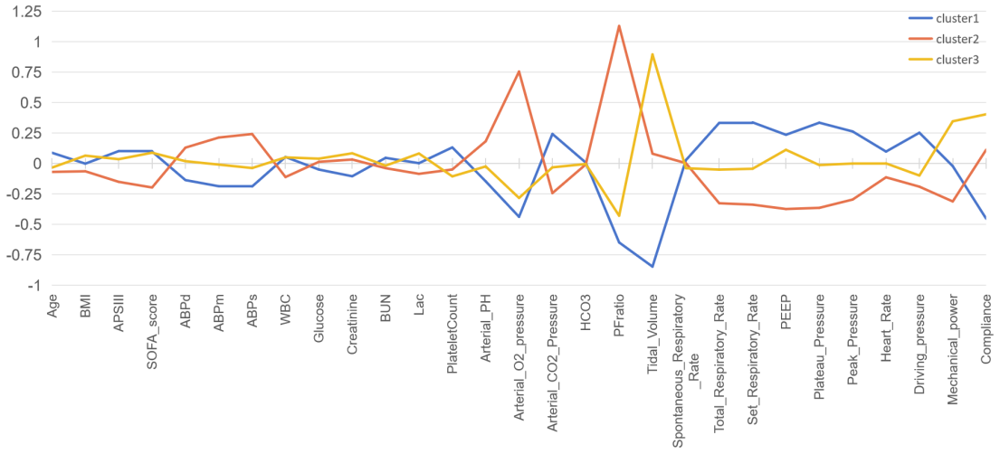 1.25
1
0.75
0.5
0.25
0
-0.25
-0.5
-0.75
-1
cluster1
cluster2
cluster3
Age
BMI
APSIII
SOFA_score
ABPd
ABPm
ABPs
WBC
Glucose
Creatinine
BUN
Lac
PlateletCount
Arterial_PH
Arterial_O2_pressure
Arterial_CO2_Pressure
HCO3
PFratio
Tidal_Volume
Spontaneous_Respiratory
_Rate
Total_Respiratory_Rate
Set_Respiratory_Rate
PEEP
Plateau_Pressure
Peak_Pressure
Heart_Rate
Driving_pressure
Mechanical_power
Compliance